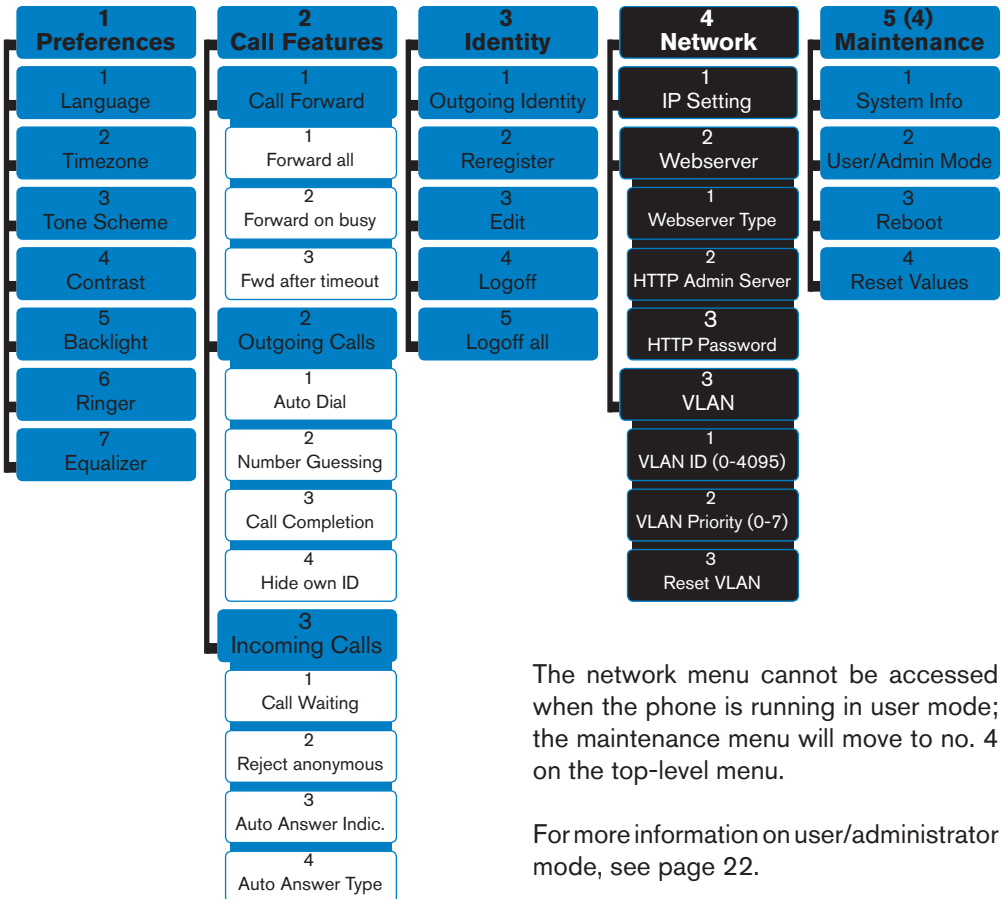 1
Preferences
1
Language
2
Timezone
3
Tone Scheme
4
Contrast
5
Backlight
6
Ringer
7
Equalizer
2
Call Features
1
Call Forward
1
Forward all
2
Forward on busy
3
Fwd after timeout
2
Outgoing Calls
1
Auto Dial
2
Number Guessing
3
Call Completion
4
Hide own ID
3
Incoming Calls
1
Call Waiting
2
Reject anonymous
3
Auto Answer Indic.
4
Auto Answer Type
3
Identity
1
Outgoing Identity
2
Reregister
3
Edit
4
Logoff
5
Logoff all
4
Network
1
IP Setting
2
Webserver
1
Webserver Type
2
HTTP Admin Server
3
HTTP Password
3
VLAN
1
VLAN ID (0-4095)
2
VLAN Priority (0-7)
3
Reset VLAN
5 (4)
Maintenance
1
System Info
2
User/Admin Mode
3
Reboot
4
Reset Values
The network menu cannot be accessed
when the phone is running in user mode;
the maintenance menu will move to no. 4
on the top-level menu.
For more information on user/administrator
mode, see page 22.